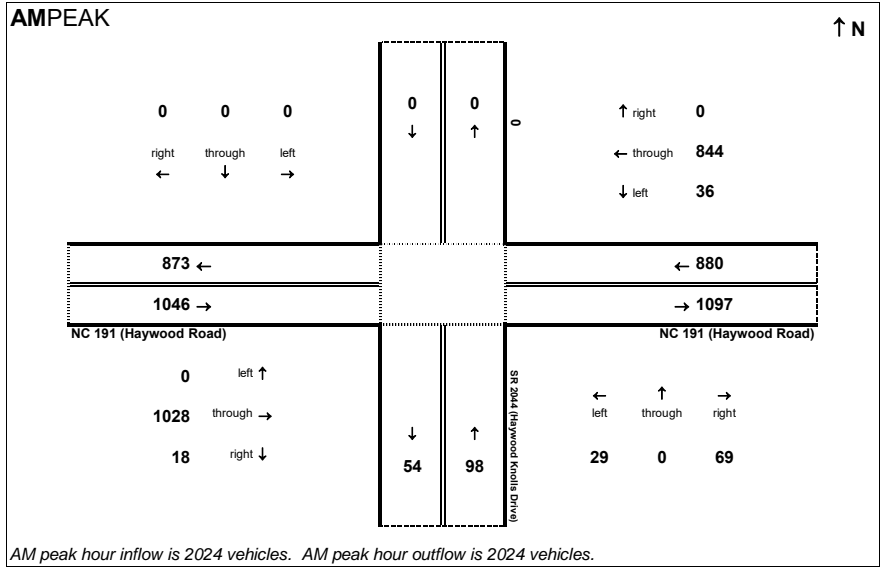 AMPEAK
↑ N
0 0 0
right through left
← ↓ →
0 0
↓ ↑
0
↑ right 0
← through 844
↓ left 36
873 ←
← 880
1046 →
→ 1097
NC 191 (Haywood Road)
NC 191 (Haywood Road)
0 left ↑
1028 through →
18 right ↓
↓ ↑
54 98
SR 2044 (Haywood Knolls Drive)
← ↑ →
left through right
29 0 69
AM peak hour inflow is 2024 vehicles. AM peak hour outflow is 2024 vehicles.